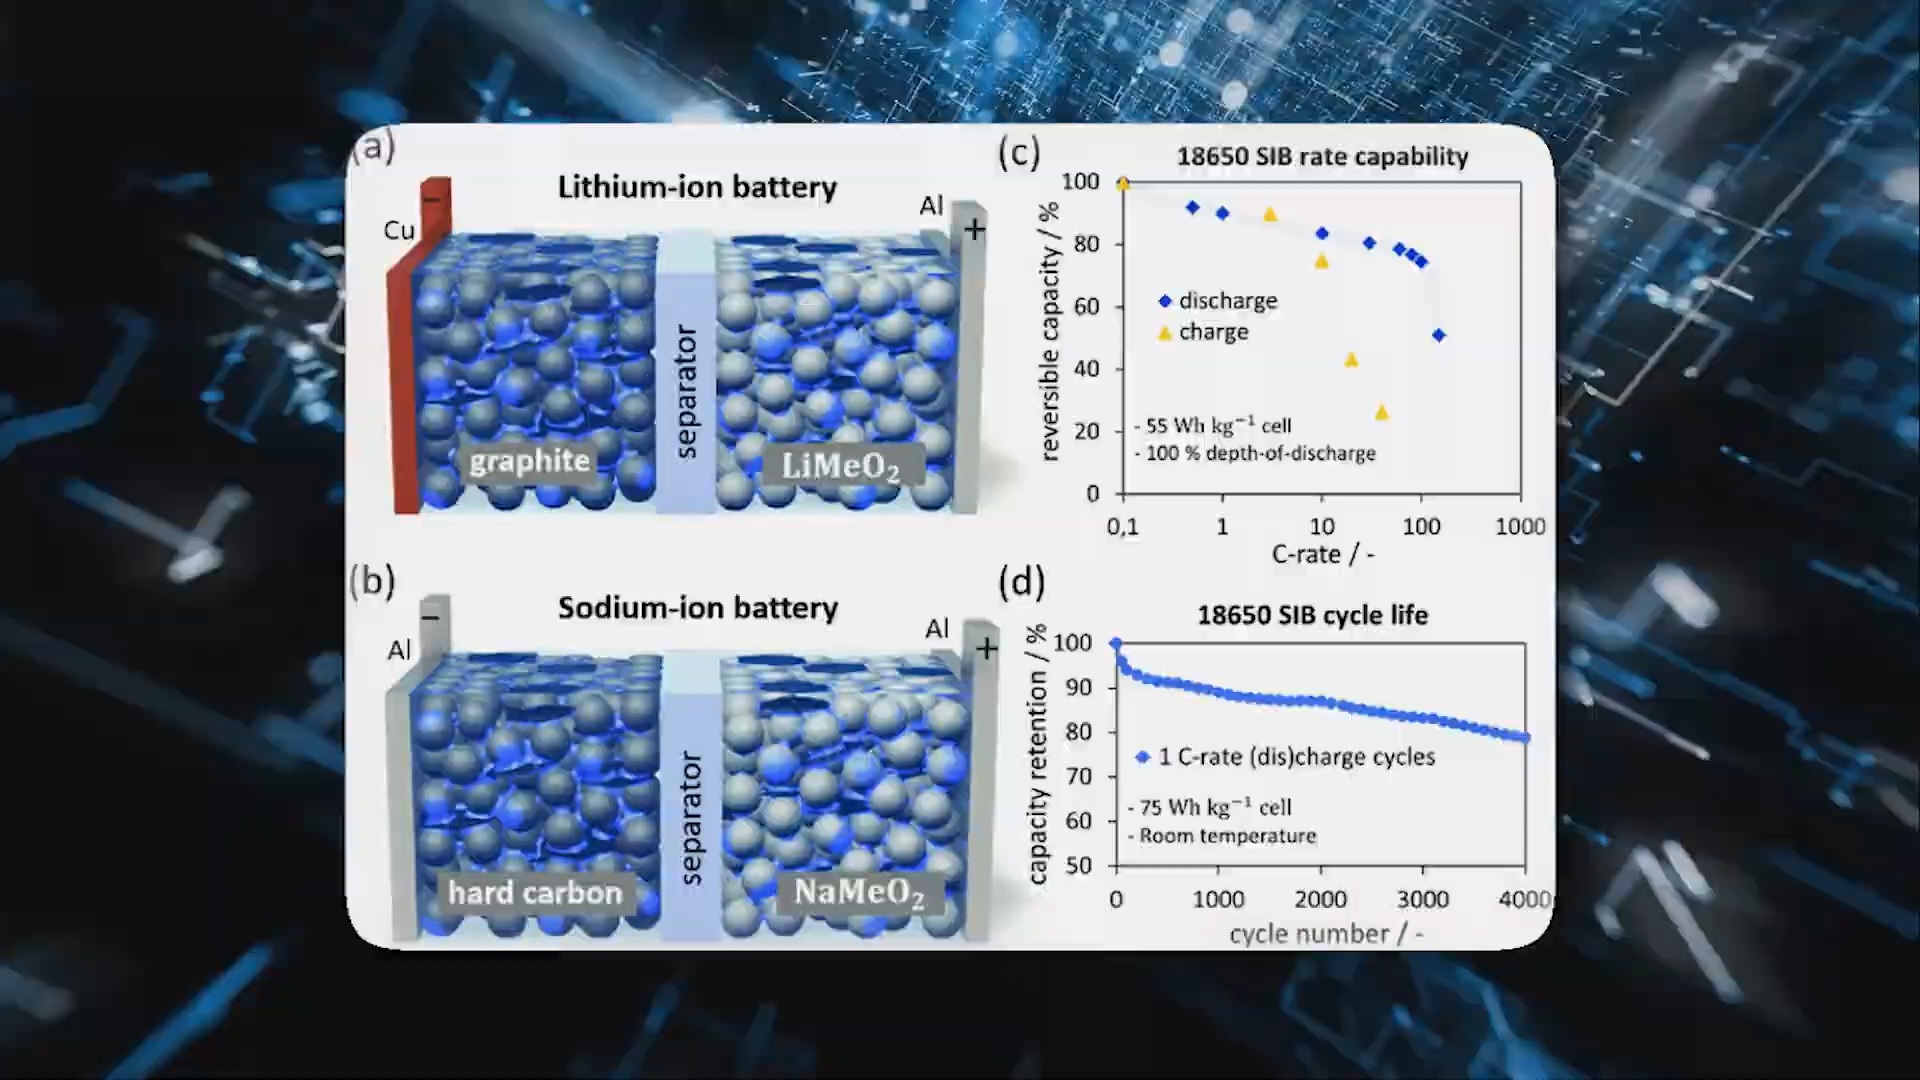 (a)
Lithium-ion battery
−
Cu
Al
+
separator
graphite
LiMeO₂
(b)
Sodium-ion battery
−
Al
Al
+
separator
hard carbon
NaMeO₂
(c)
18650 SIB rate capability
reversible capacity / %
100
80
60
40
20
0
discharge
charge
- 55 Wh kg⁻¹ cell
- 100 % depth-of-discharge
0,1 1 10 100 1000
C-rate / -
(d)
18650 SIB cycle life
capacity retention / %
100
90
80
70
60
50
1 C-rate (dis)charge cycles
- 75 Wh kg⁻¹ cell
- Room temperature
0 1000 2000 3000 4000
cycle number / -